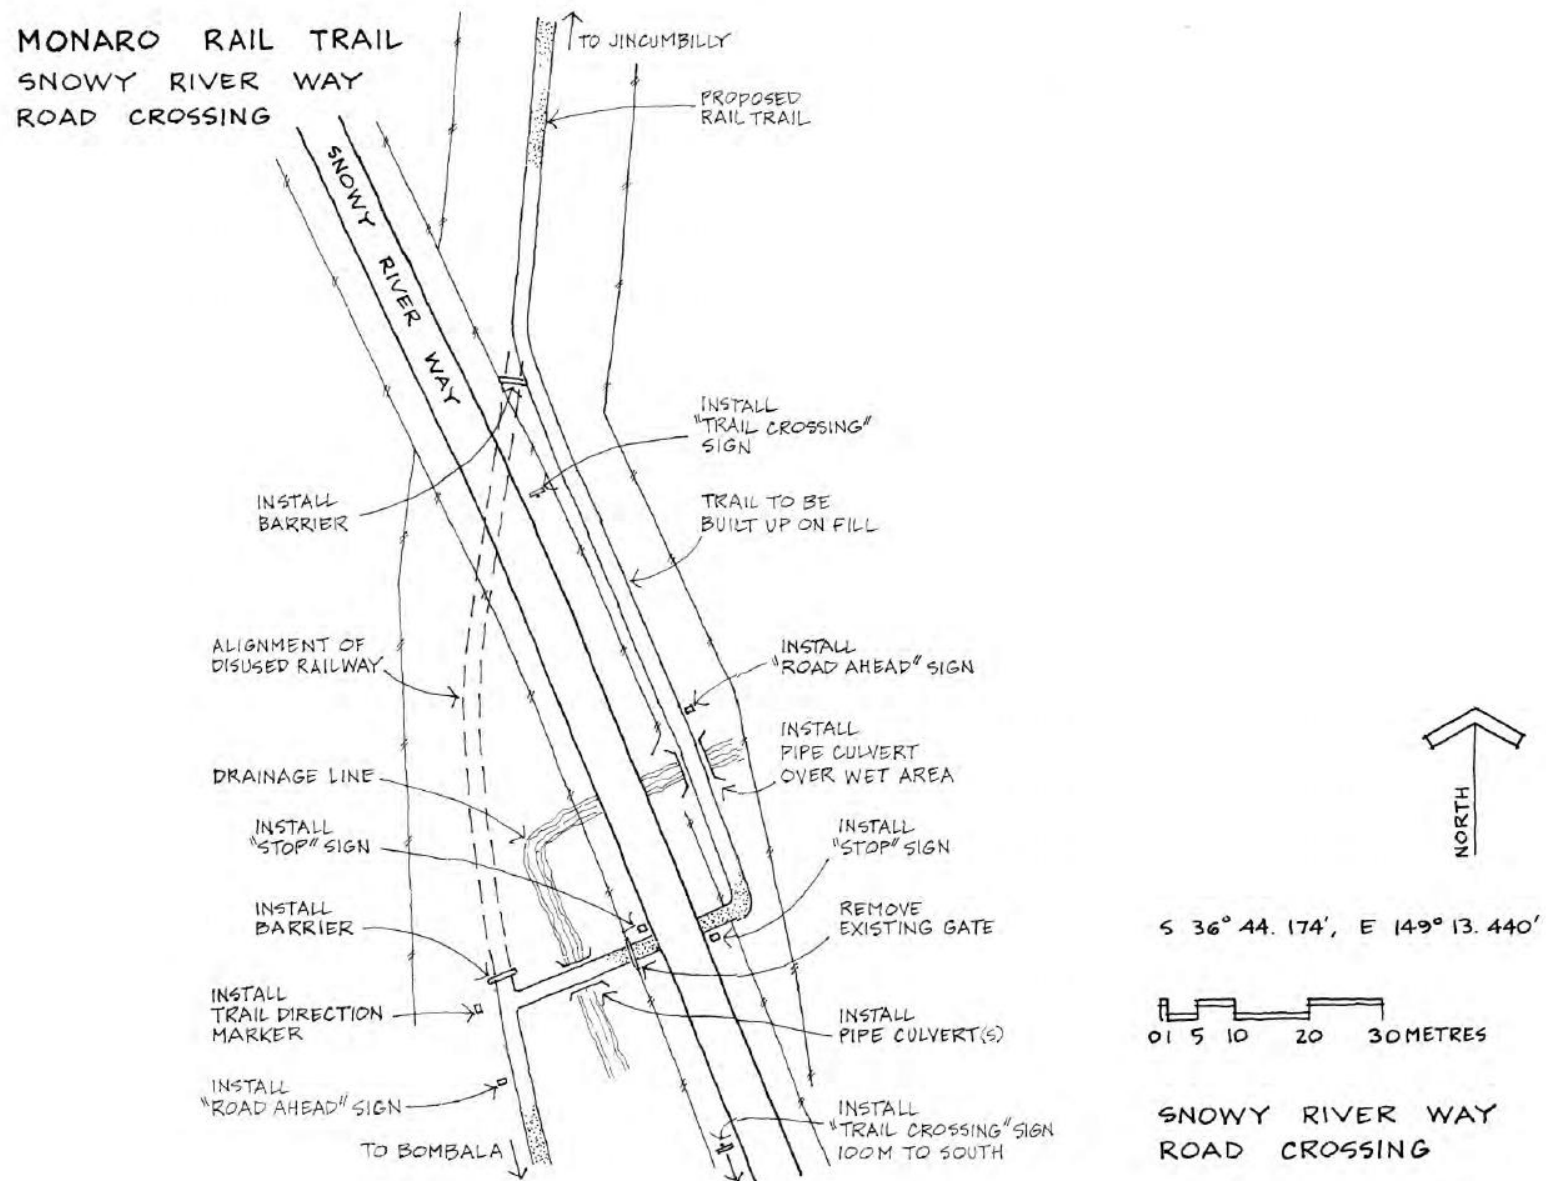 MONARO RAIL TRAIL
SNOWY RIVER WAY
ROAD CROSSING
TO JINCUMBILLY
PROPOSED
RAIL TRAIL
SNOWY RIVER WAY
INSTALL
"TRAIL CROSSING"
SIGN
INSTALL
BARRIER
TRAIL TO BE
BUILT UP ON FILL
ALIGNMENT OF
DISUSED RAILWAY
INSTALL
"ROAD AHEAD" SIGN
INSTALL
PIPE CULVERT
OVER WET AREA
DRAINAGE LINE
INSTALL
"STOP" SIGN
INSTALL
"STOP" SIGN
INSTALL
BARRIER
REMOVE
EXISTING GATE
INSTALL
TRAIL DIRECTION
MARKER
INSTALL
PIPE CULVERT(S)
INSTALL
"ROAD AHEAD" SIGN
INSTALL
"TRAIL CROSSING" SIGN
100M TO SOUTH
TO BOMBALA
NORTH
S 36° 44. 174', E 149° 13. 440'
0 1 5 10 20 30 METRES
SNOWY RIVER WAY
ROAD CROSSING